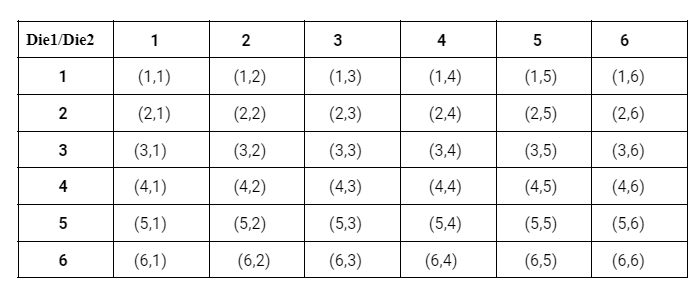 Die1/Die2 1 2 3 4 5 6
1 (1,1) (1,2) (1,3) (1,4) (1,5) (1,6)
2 (2,1) (2,2) (2,3) (2,4) (2,5) (2,6)
3 (3,1) (3,2) (3,3) (3,4) (3,5) (3,6)
4 (4,1) (4,2) (4,3) (4,4) (4,5) (4,6)
5 (5,1) (5,2) (5,3) (5,4) (5,5) (5,6)
6 (6,1) (6,2) (6,3) (6,4) (6,5) (6,6)